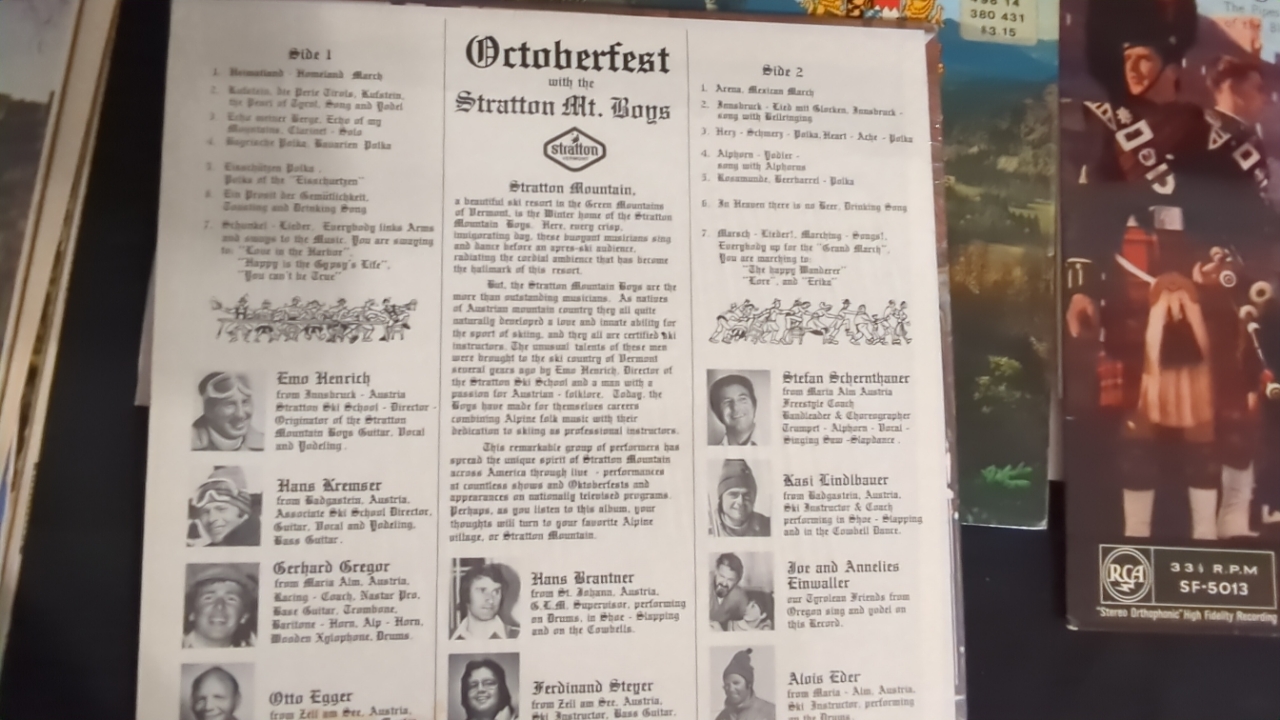 Side 1
1. Heimatland - Homeland March
2. Kufstein, die Perle Tirols, Kufstein,
the Pearl of Tyrol, Song and Yodel
3. Echo meiner Berge, Echo of my
Mountains, Clarinet - Solo
4. Bayrische Polka, Bavarien Polka
5. Eisschützen Polka,
Polka of the "Eisschuetzen"
6. Ein Prosit der Gemütlichkeit,
Toasting and Drinking Song
7. Schunkel - Lieder, Everybody links Arms
and sways to the Music. You are swaying
to: "Love in the Harbor",
"Happy is the Gypsy's Life",
"You can't be True"
Emo Henrich
from Innsbruck - Austria
Stratton Ski School - Director -
Originator of the Stratton
Mountain Boys Guitar, Vocal
and Yodeling.
Hans Kremser
from Badgastein, Austria,
Associate Ski School Director,
Guitar, Vocal and Yodeling,
Bass Guitar.
Gerhard Gregor
from Maria Alm, Austria,
Racing - Coach, Nastar Pro,
Base Guitar, Trombone,
Baritone - Horn, Alp - Horn,
Wooden Xylophone, Drums.
Otto Egger
from Zell am See, Austria,
Octoberfest
with the
Stratton Mt. Boys
stratton
VERMONT
Stratton Mountain,
a beautiful ski resort in the Green Mountains
of Vermont, is the Winter home of the Stratton
Mountain Boys. Here, every crisp,
invigorating day, these buoyant musicians sing
and dance before an apres-ski audience,
radiating the cordial ambience that has become
the hallmark of this resort.
But, the Stratton Mountain Boys are the
more than outstanding musicians. As natives
of Austrian mountain country they all quite
naturally developed a love and innate ability for
the sport of skiing, and they all are certified ski
instructors. The unusual talents of these men
were brought to the ski country of Vermont
several years ago by Emo Henrich, Director of
the Stratton Ski School and a man with a
passion for Austrian - folklore. Today, the
Boys have made for themselves careers
combining Alpine folk music with their
dedication to skiing as professional instructors.
This remarkable group of performers has
spread the unique spirit of Stratton Mountain
across America through live - performances
at countless shows and Oktoberfests and
appearances on nationally televised programs.
Perhaps, as you listen to this album, your
thoughts will turn to your favorite Alpine
village, or Stratton Mountain.
Hans Brantner
from St. Johann, Austria,
G.L.M. Supervisor, performing
on Drums, in Shoe - Slapping
and on the Cowbells.
Ferdinand Steyer
from Zell am See, Austria,
Ski Instructor, Bass Guitar,
Side 2
1. Arena, Mexican March
2. Innsbruck - Lied mit Glocken, Innsbruck -
song with Bellringing
3. Herz - Schmerz - Polka, Heart - Ache - Polka
4. Alphorn - Yodler -
song with Alphorns
5. Rosamunde, Beerbarrel - Polka
6. In Heaven there is no Beer, Drinking Song
7. Marsch - Lieder!, Marching - Songs!,
Everybody up for the "Grand March",
You are marching to:
"The happy Wanderer"
"Lore", and "Erika"
Stefan Schernthaner
from Maria Alm Austria
Freestyle Coach
Bandleader & Choreographer
Trumpet - Alphorn - Vocal -
Singing Saw - Slapdance.
Kasi Lindlbauer
from Badgastein, Austria,
Ski Instructor & Coach
performing in Shoe - Slapping
and in the Cowbell Dance.
Joe and Annelies
Einwaller
our Tyrolean Friends from
Oregon sing and yodel on
this Record.
Alois Eder
from Maria - Alm, Austria,
Ski Instructor, performing
on the Drums.
380 431
$3.15
The Pipes
of the
RCA
33⅓ R.P.M
SF-5013
"Stereo Orthophonic" High Fidelity Recording